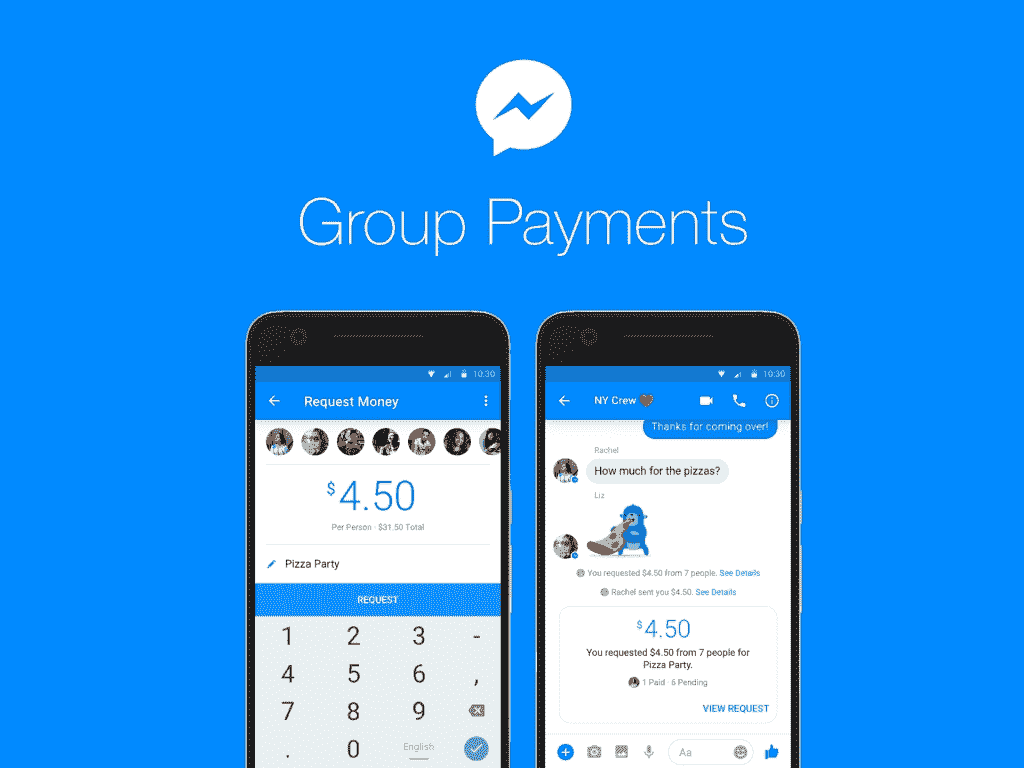 Group Payments
10:30
Request Money
$4.50
Per Person · $31.50 Total
Pizza Party
REQUEST
1 2 3 -
4 5 6 ,
7 8 9
. 0 English
10:30
NY Crew
Thanks for coming over!
Rachel
How much for the pizzas?
Liz
You requested $4.50 from 7 people. See Details
Rachel sent you $4.50. See Details
$4.50
You requested $4.50 from 7 people for
Pizza Party.
1 Paid · 6 Pending
VIEW REQUEST
Aa